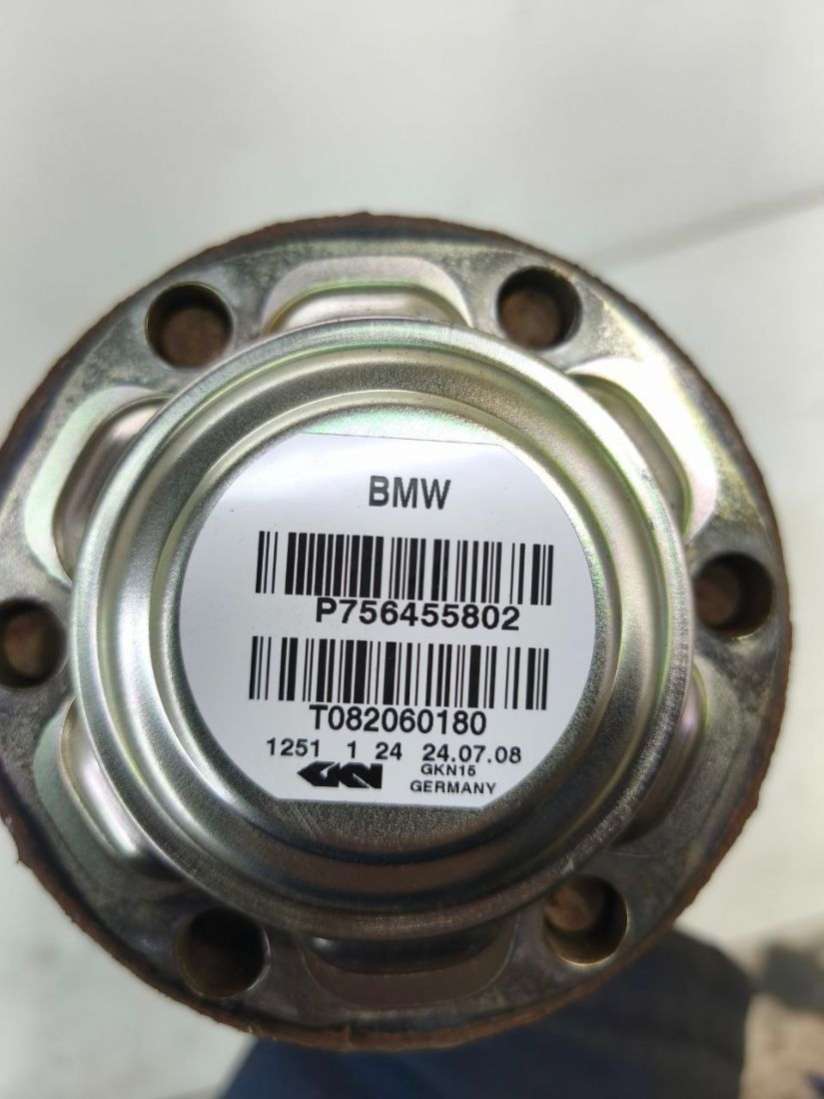 BMW
P756455802
T082060180
1251 1 24 24.07.08
GKN GKN15
GERMANY